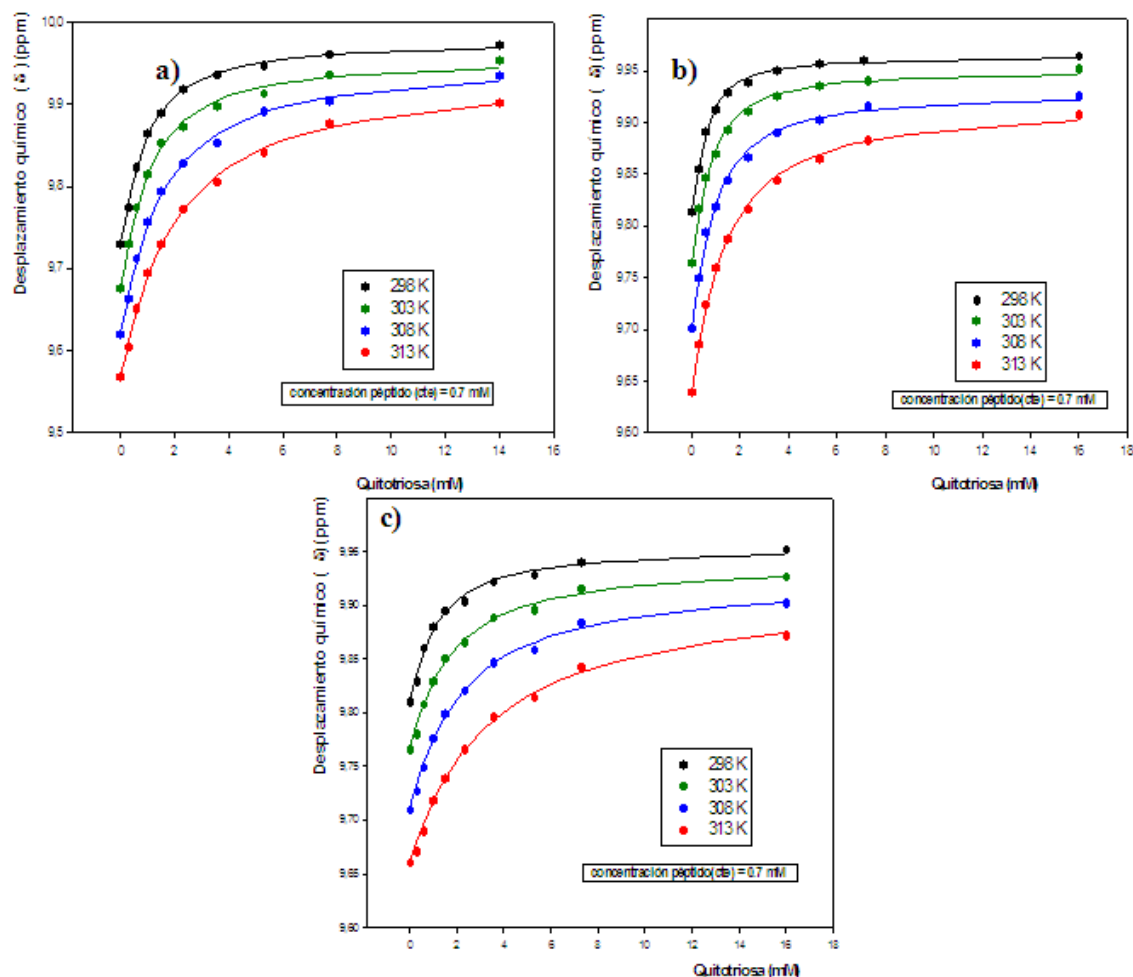 a)
Desplazamiento químico ( δ ) (ppm)
10.0
9.9
9.8
9.7
9.6
9.5
298 K
303 K
308 K
313 K
concentración péptido (cte) = 0.7 mM
0 2 4 6 8 10 12 14 16
Quitotriosa (mM)
b)
Desplazamiento químico ( δ) (ppm)
9.95
9.90
9.85
9.80
9.75
9.70
9.65
9.60
298 K
303 K
308 K
313 K
concentración péptido(cte) = 0.7 mM
0 2 4 6 8 10 12 14 16 18
Quitotriosa (mM)
c)
Desplazamiento químico ( δ) (ppm)
9.95
9.90
9.85
9.80
9.75
9.70
9.65
9.60
298 K
303 K
308 K
313 K
concentración péptido(cte) = 0.7 mM
0 2 4 6 8 10 12 14 16 18
Quitotriosa (mM)